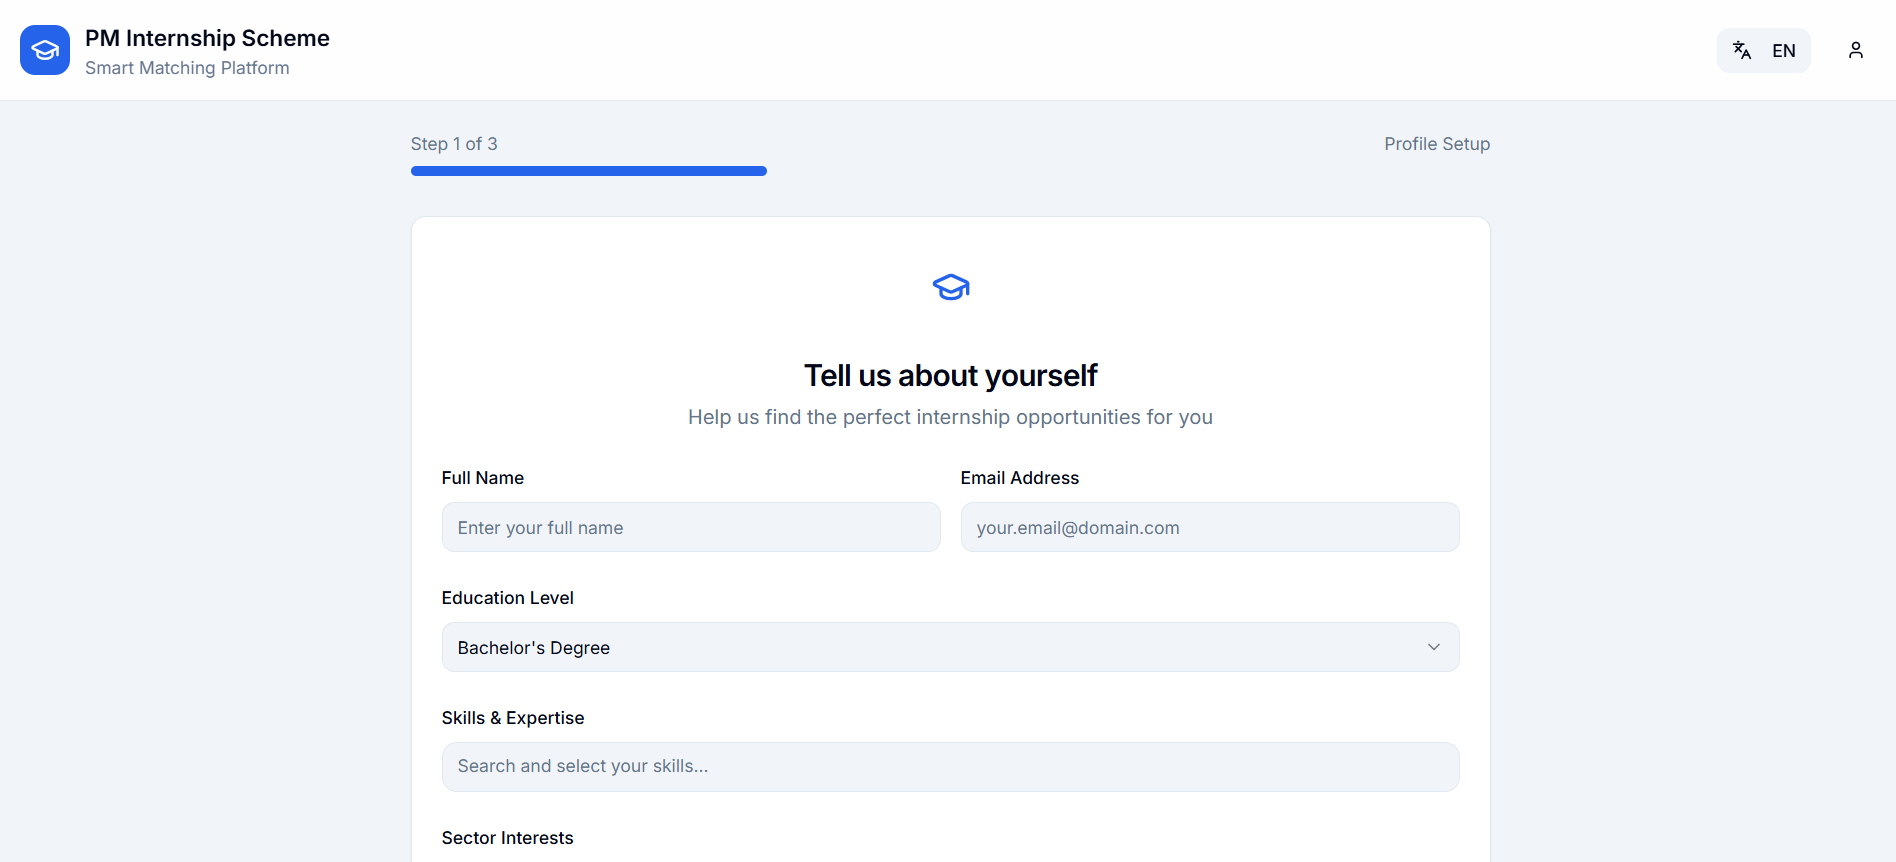 PM Internship Scheme
Smart Matching Platform
EN
Step 1 of 3
Profile Setup
Tell us about yourself
Help us find the perfect internship opportunities for you
Full Name
Email Address
Enter your full name
your.email@domain.com
Education Level
Bachelor's Degree
Skills & Expertise
Search and select your skills...
Sector Interests